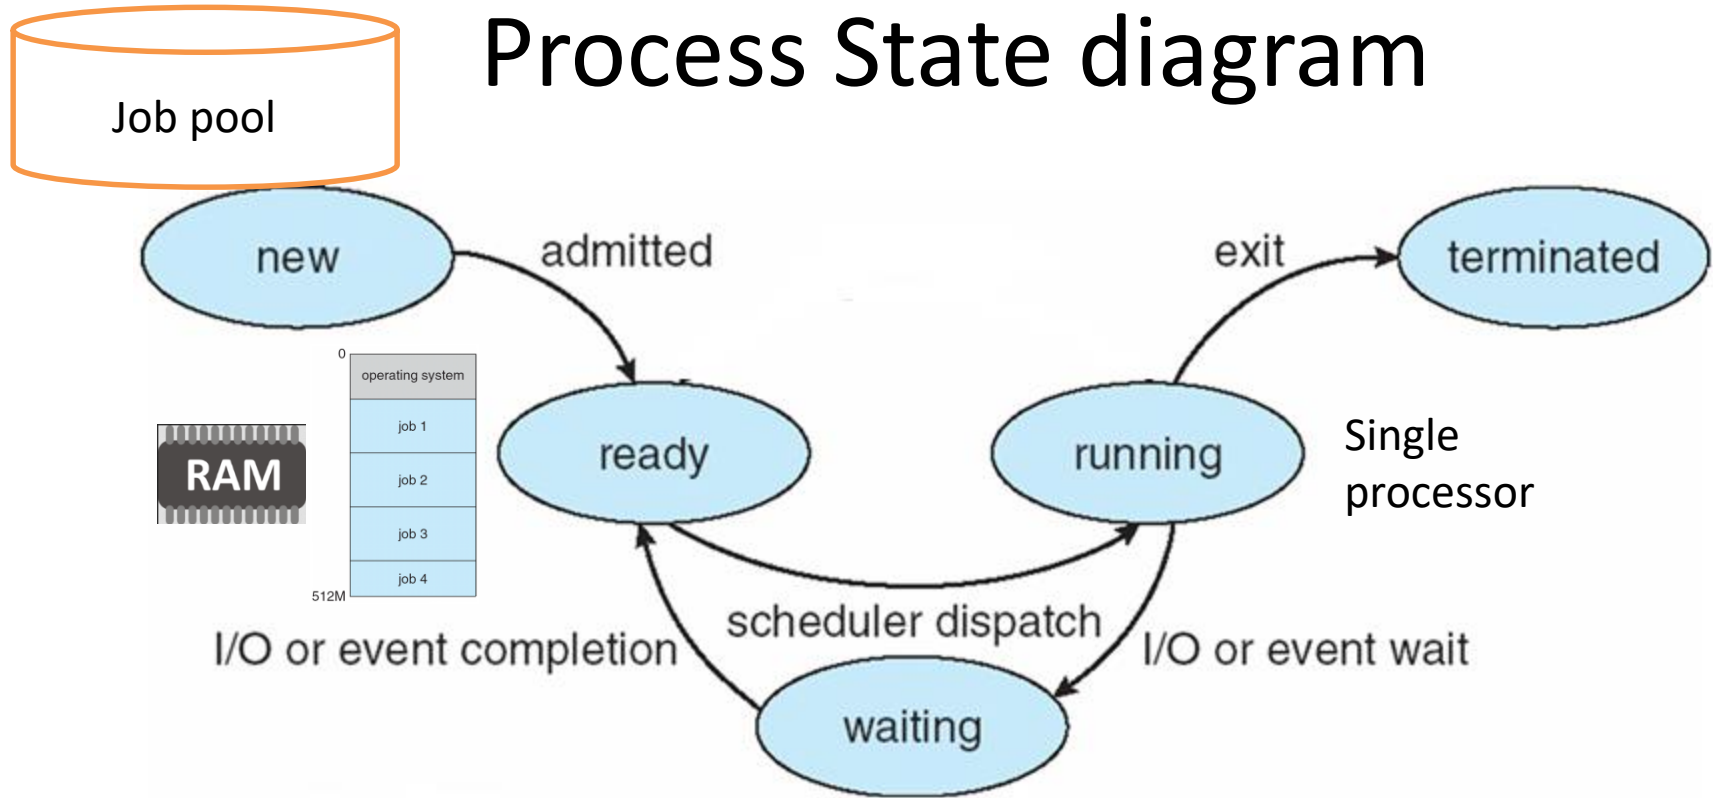 Process State diagram
Job pool
new
admitted
exit
terminated
0
operating system
job 1
job 2
job 3
job 4
512M
RAM
ready
running
Single
processor
scheduler dispatch
I/O or event completion
I/O or event wait
waiting